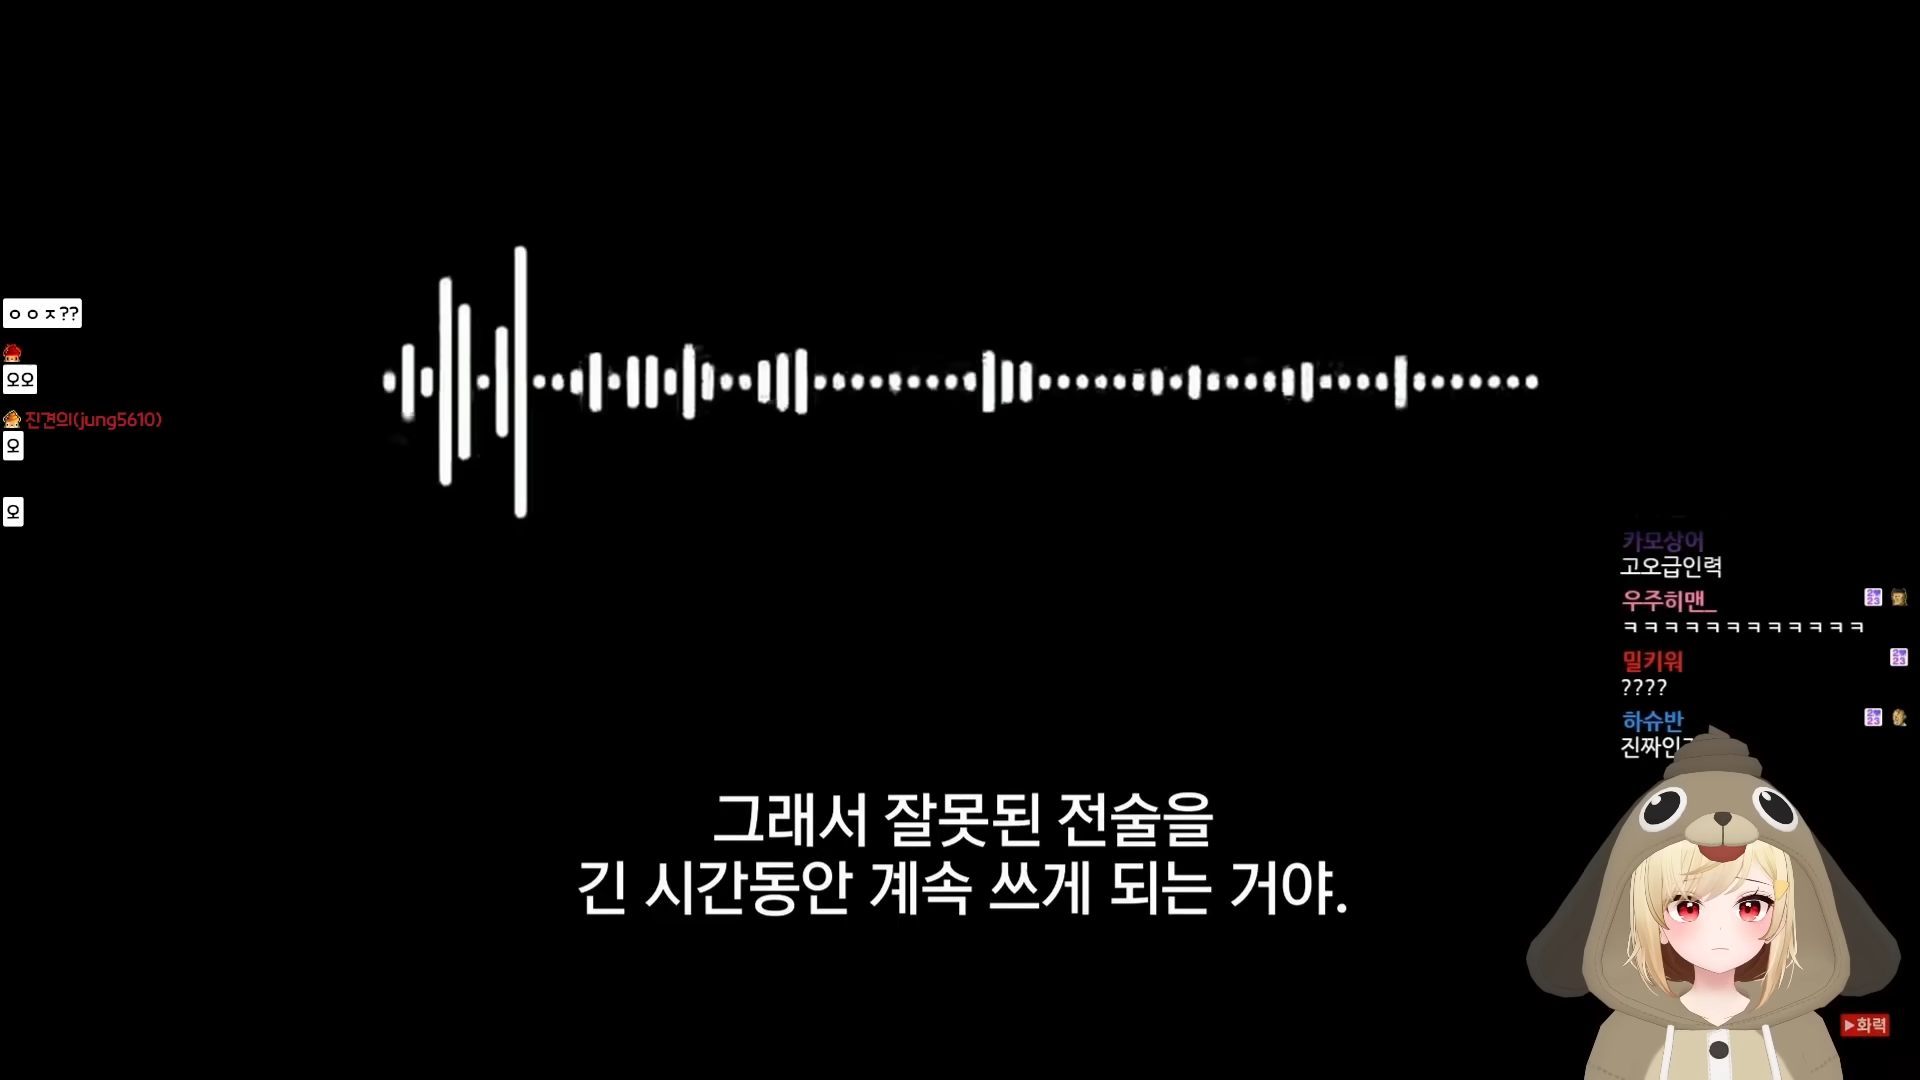 ㅇㅇㅈ??
오오
진견의(jung5610)
오
오
그래서 잘못된 전술을
긴 시간동안 계속 쓰게 되는 거야.
카모상어
고오급인력
우주히맨_
ㅋㅋㅋㅋㅋㅋㅋㅋㅋㅋㅋㅋ
밀키워
????
하슈반
화력